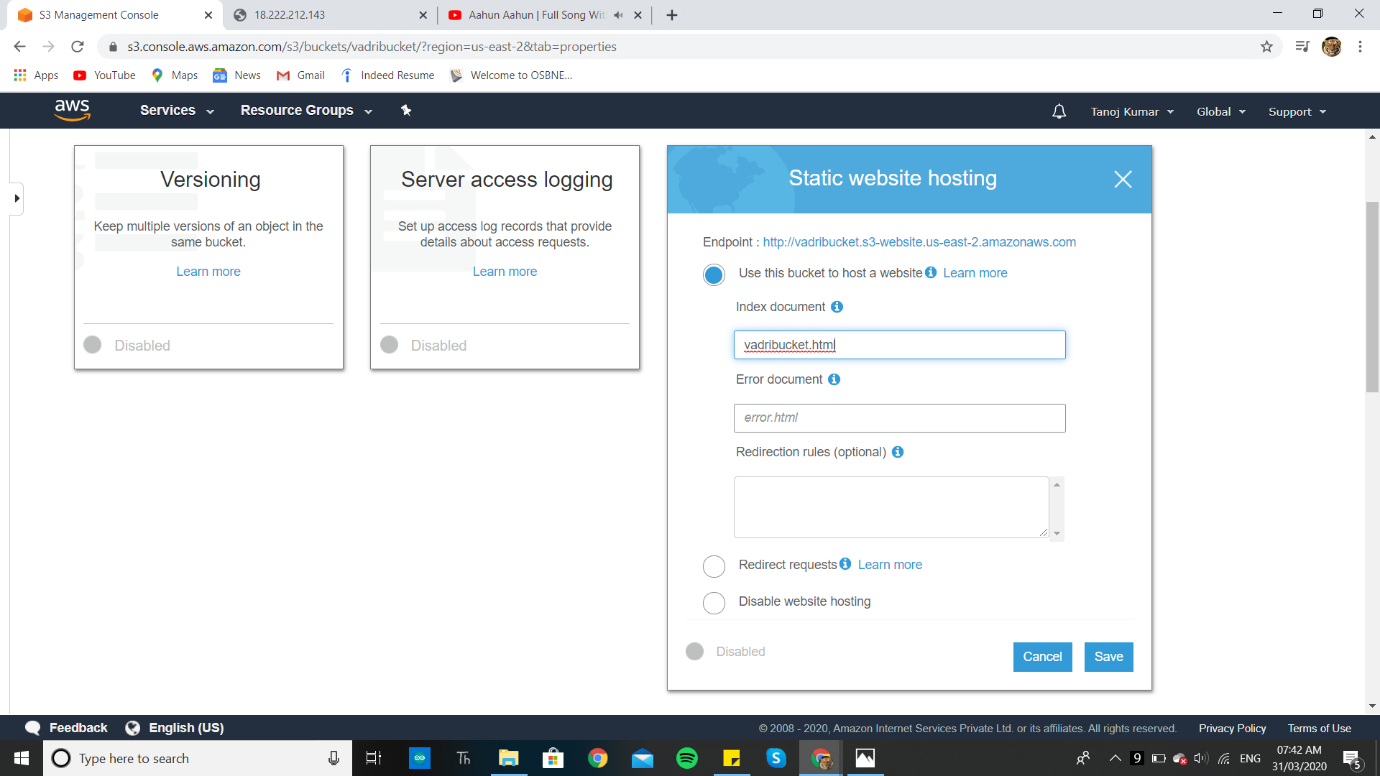 S3 Management Console
18.222.212.143
Aahun Aahun | Full Song Wit
s3.console.aws.amazon.com/s3/buckets/vadribucket/?region=us-east-2&tab=properties
Apps YouTube Maps News Gmail Indeed Resume Welcome to OSBNE...
aws Services Resource Groups Tanoj Kumar Global Support
Versioning
Keep multiple versions of an object in the
same bucket.
Learn more
Disabled
Server access logging
Set up access log records that provide
details about access requests.
Learn more
Disabled
Static website hosting
Endpoint : http://vadribucket.s3-website.us-east-2.amazonaws.com
Use this bucket to host a website Learn more
Index document
vadribucket.html
Error document
error.html
Redirection rules (optional)
Redirect requests Learn more
Disable website hosting
Disabled
Cancel Save
Feedback English (US) © 2008 - 2020, Amazon Internet Services Private Ltd. or its affiliates. All rights reserved. Privacy Policy Terms of Use
Type here to search
Th
9
ENG
07:42 AM
31/03/2020
5